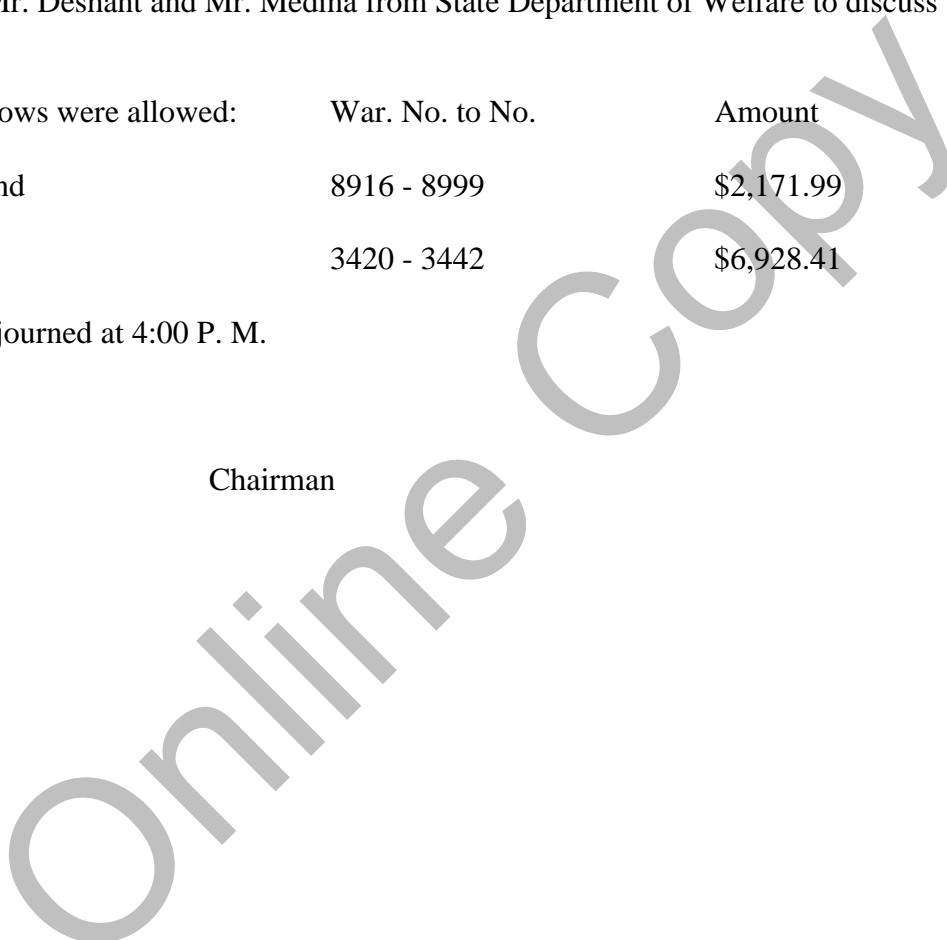 Mr. Deshant and Mr. Medina from State Department of Welfare to discuss
ows were allowed: War. No. to No. Amount
nd 8916 - 8999 $2,171.99
3420 - 3442 $6,928.41
journed at 4:00 P. M.
Chairman
Online Copy